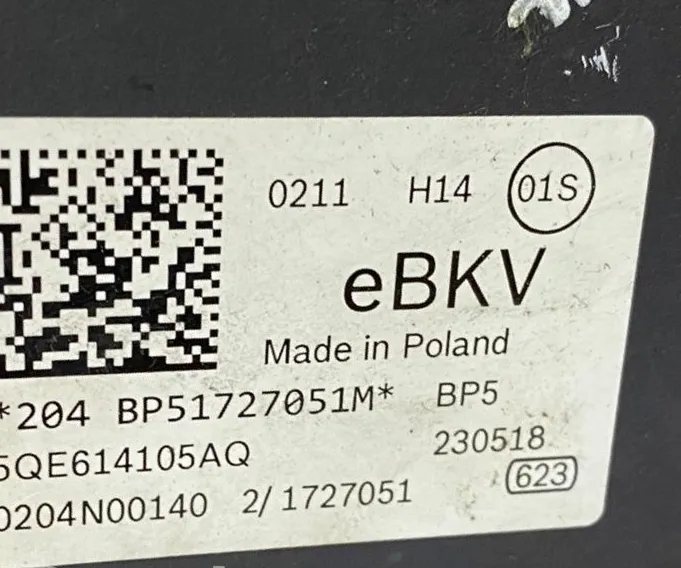 0211 H14 01S
eBKV
Made in Poland
*204 BP51727051M* BP5
5QE614105AQ 230518
0204N00140 2/1727051 623